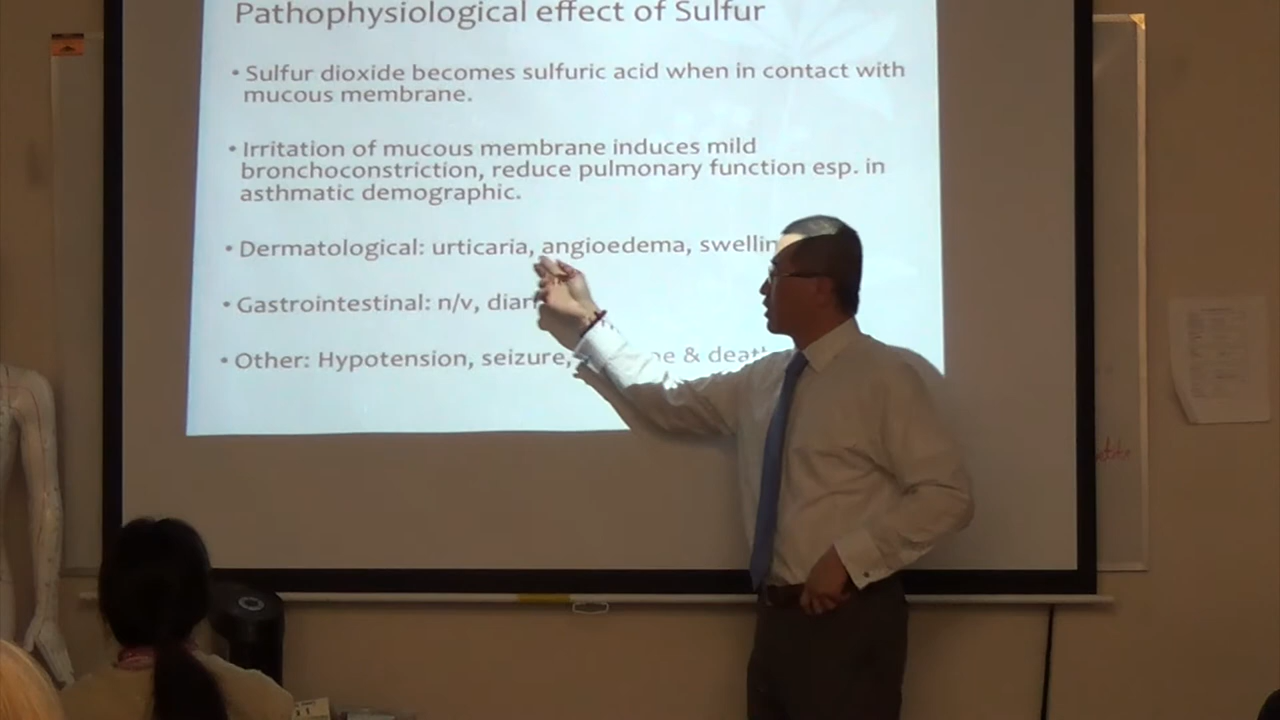 Pathophysiological effect of Sulfur
• Sulfur dioxide becomes sulfuric acid when in contact with
mucous membrane.
• Irritation of mucous membrane induces mild
bronchoconstriction, reduce pulmonary function esp. in
asthmatic demographic.
• Dermatological: urticaria, angioedema,
• Gastrointestinal: n/v,
• Other: Hypotension, seizure, &